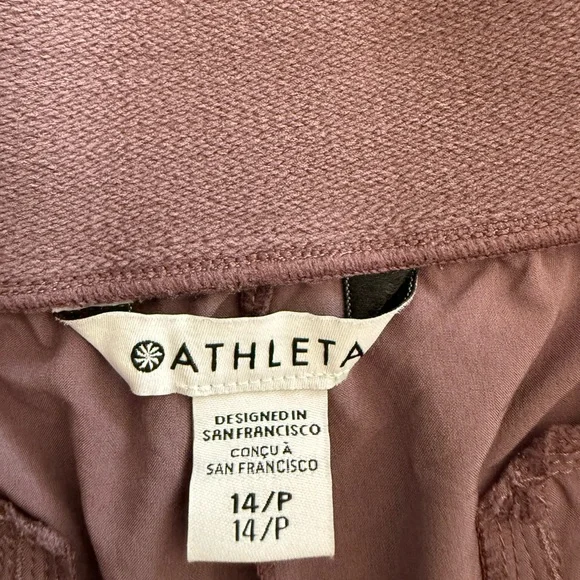 ATHLETA
DESIGNED IN
SAN FRANCISCO
CONÇU À
SAN FRANCISCO
14/P
14/P